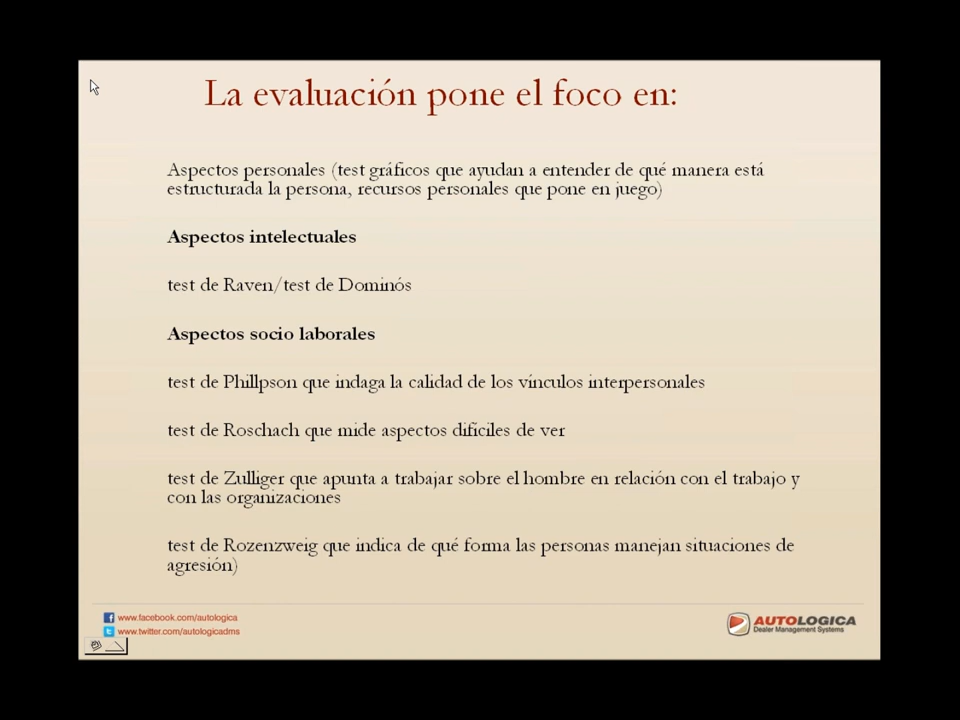 La evaluación pone el foco en:
Aspectos personales (test gráficos que ayudan a entender de qué manera está
estructurada la persona, recursos personales que pone en juego)
Aspectos intelectuales
test de Raven/test de Dominós
Aspectos socio laborales
test de Phillpson que indaga la calidad de los vínculos interpersonales
test de Roschach que mide aspectos difíciles de ver
test de Zulliger que apunta a trabajar sobre el hombre en relación con el trabajo y
con las organizaciones
test de Rozenzweig que indica de qué forma las personas manejan situaciones de
agresión)
www.facebook.com/autologica
www.twitter.com/autologicadms
AUTOLOGICA
Dealer Management Systems